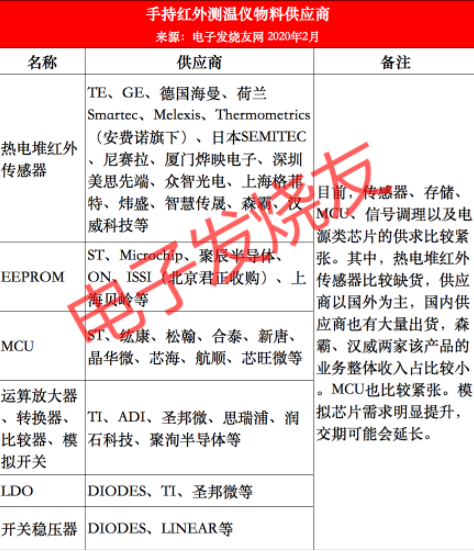 手持红外测温仪物料供应商
来源：电子发烧友网 2020年2月
名称
供应商
备注
热电堆红外
传感器
TE、GE、德国海曼、荷兰
Smartec、Melexis、Thermometrics
（安费诺旗下）、日本SEMITEC
、尼赛拉、厦门烨映电子、深圳
美思先端、众智光电、上海格菲
特、炜盛、智慧传晟、森霸、汉
威科技等
EEPROM
ST、Microchip、聚辰半导体、
ON、ISSI（北京君正收购）、上
海贝岭等
MCU
ST、纮康、松翰、合泰、新唐、
晶华微、芯海、航顺、芯旺微等
运算放大器
、转换器、
比较器、模
拟开关
TI、ADI、圣邦微、思瑞浦、润
石科技、聚洵半导体等
LDO
DIODES、TI、圣邦微等
开关稳压器
DIODES、LINEAR等
目前，传感器、存储、
MCU、信号调理以及电
源类芯片的供求比较紧
张。其中，热电堆红外
传感器比较缺货，供应
商以国外为主，国内供
应商也有大量出货，森
霸、汉威两家该产品的
业务整体收入占比较小
。MCU也比较紧张。模
拟芯片需求明显提升，
交期可能会延长。
电子发烧友